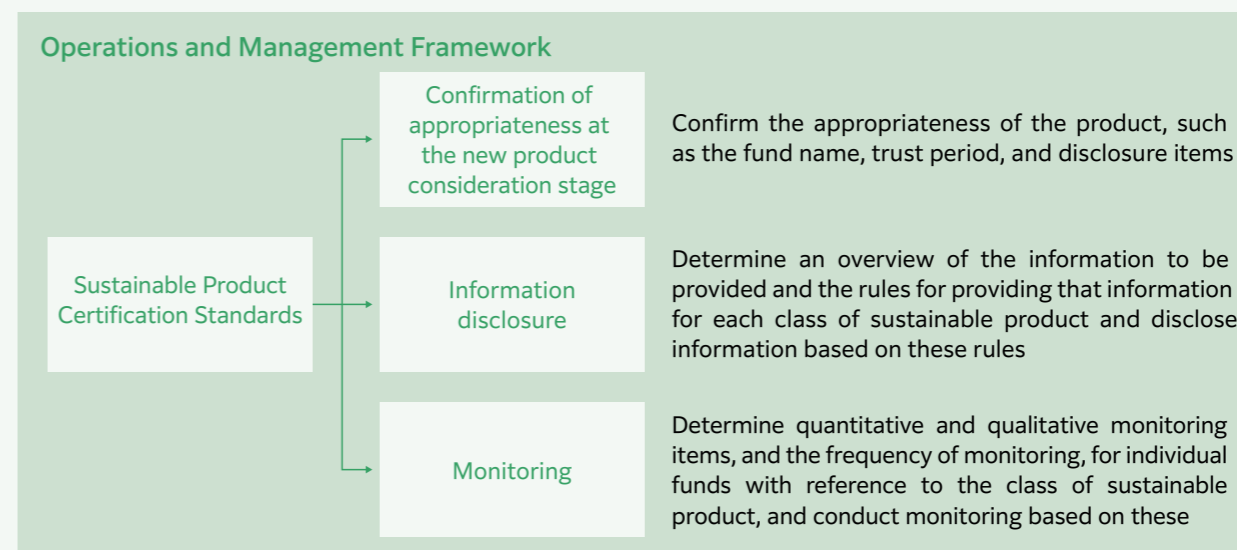 Operations and Management Framework
Confirmation of
appropriateness at
the new product
consideration stage
Confirm the appropriateness of the product, such
as the fund name, trust period, and disclosure items
Sustainable Product
Certification Standards
Information
disclosure
Determine an overview of the information to be
provided and the rules for providing that information
for each class of sustainable product and disclose
information based on these rules
Monitoring
Determine quantitative and qualitative monitoring
items, and the frequency of monitoring, for individual
funds with reference to the class of sustainable
product, and conduct monitoring based on these